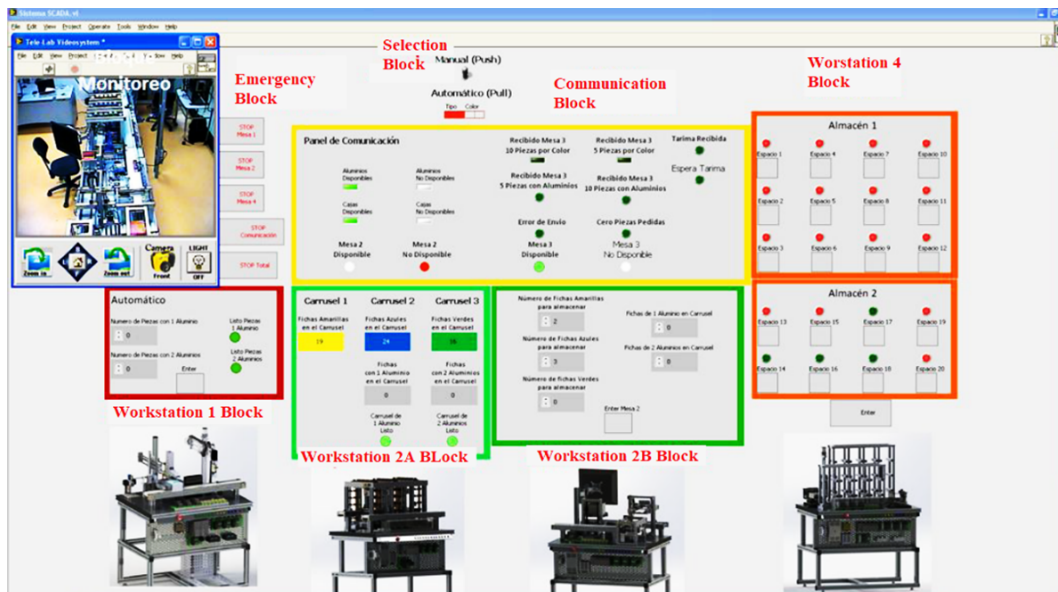 Sistema SCADA.vi
File Edit View Project Operate Tools Window Help
Tele Lab Videosystem *
File Edit View Project Window Help
Monitoreo
Zoom in
Zoom out
Camera
Front
LIGHT
OFF
Emergency
Block
STOP
Mesa 1
STOP
Mesa 2
STOP
Mesa 4
STOP
Comunicación
STOP Total
Selection
Block
Manual (Push)
Automático (Pull)
Tipo Color
Communication
Block
Panel de Comunicación
Aluminios
Disponibles
Aluminios
No Disponibles
Cajas
Disponibles
Cajas
No Disponibles
Mesa 2
Disponible
Mesa 2
No Disponible
Recibido Mesa 3
10 Piezas por Color
Recibido Mesa 3
5 Piezas por Color
Tarima Recibida
Recibido Mesa 3
5 Piezas con Aluminios
Recibido Mesa 3
10 Piezas con Aluminios
Espera Tarima
Error de Envio
Cero Piezas Pedidas
Mesa 3
Disponible
Mesa 3
No Disponible
Worstation 4
Block
Almacén 1
Espacio 1
Espacio 4
Espacio 7
Espacio 10
Espacio 2
Espacio 5
Espacio 8
Espacio 11
Espacio 3
Espacio 6
Espacio 9
Espacio 12
Almacén 2
Espacio 13
Espacio 15
Espacio 17
Espacio 19
Espacio 14
Espacio 16
Espacio 18
Espacio 20
Enter
Automático
Número de Piezas con 1 Aluminio
0
Listo Piezas
1 Aluminio
Número de Piezas con 2 Aluminios
0
Enter
Listo Piezas
2 Aluminios
Workstation 1 Block
Carrusel 1
Carrusel 2
Carrusel 3
Fichas Amarillas
en el Carrusel
19
Fichas Azules
en el Carrusel
24
Fichas Verdes
en el Carrusel
16
Fichas
con 1 Aluminio
en el Carrusel
0
Fichas
con 2 Aluminios
en el Carrusel
0
Carrusel de
1 Aluminio
Listo
Carrusel de
2 Aluminios
Listo
Workstation 2A BLock
Número de Fichas Amarillas
para almacenar
2
Número de Fichas Azules
para almacenar
3
Número de fichas Verdes
para almacenar
0
Fichas de 1 Aluminio en Carrusel
0
Fichas de 2 Aluminios en Carrusel
0
Enter Mesa 2
Workstation 2B Block